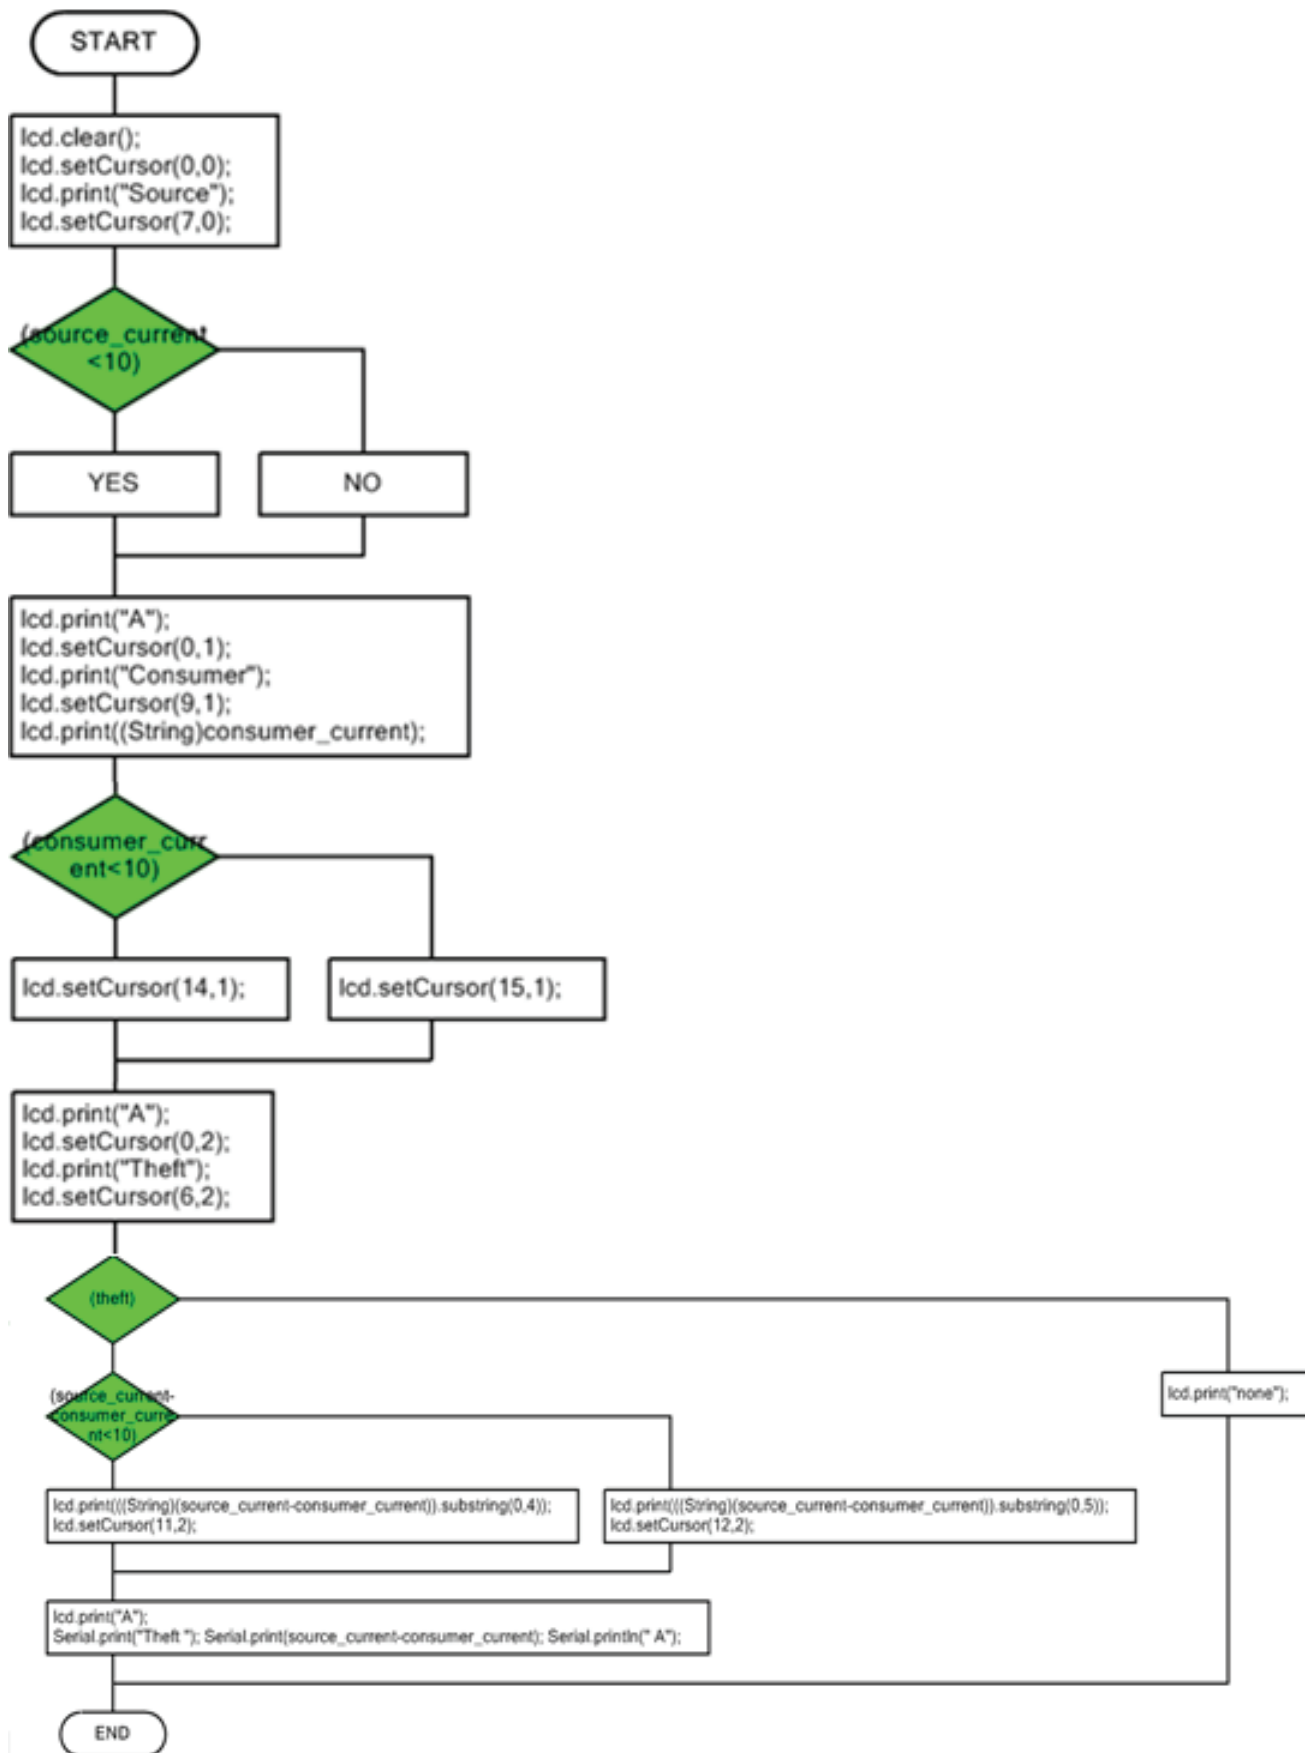 START
lcd.clear();
lcd.setCursor(0,0);
lcd.print("Source");
lcd.setCursor(7,0);
(source_current
<10)
YES
NO
lcd.print("A");
lcd.setCursor(0,1);
lcd.print("Consumer");
lcd.setCursor(9,1);
lcd.print((String)consumer_current);
(consumer_curr
ent<10)
lcd.setCursor(14,1);
lcd.setCursor(15,1);
lcd.print("A");
lcd.setCursor(0,2);
lcd.print("Theft");
lcd.setCursor(6,2);
(theft)
lcd.print("none");
(source_current-
consumer_curre
nt<10)
lcd.print(((String)(source_current-consumer_current)).substring(0,4));
lcd.setCursor(11,2);
lcd.print(((String)(source_current-consumer_current)).substring(0,5));
lcd.setCursor(12,2);
lcd.print("A");
Serial.print("Theft "); Serial.print(source_current-consumer_current); Serial.println(" A");
END